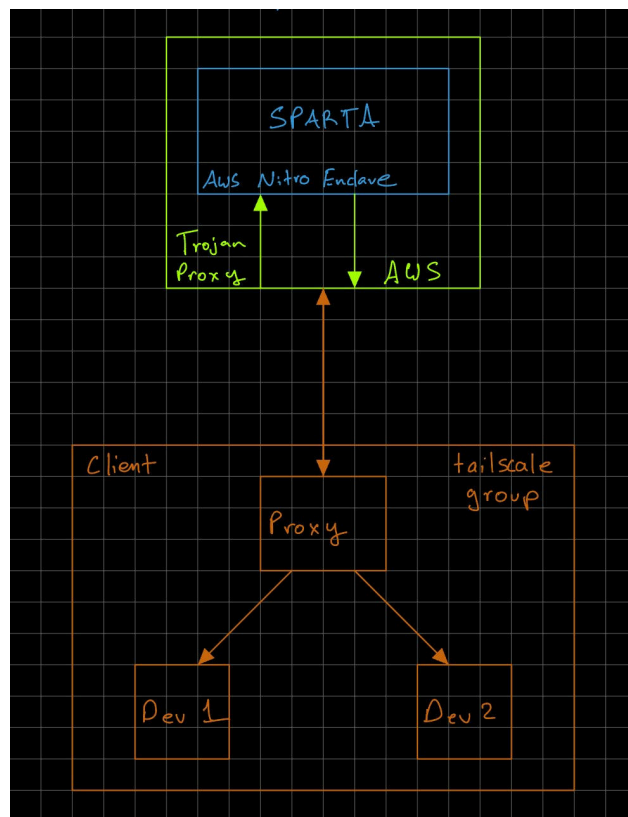 SPARTA
Aws Nitro Enclave
Trojan
Proxy
AWS
Client
tailscale
group
Proxy
Dev 1
Dev 2